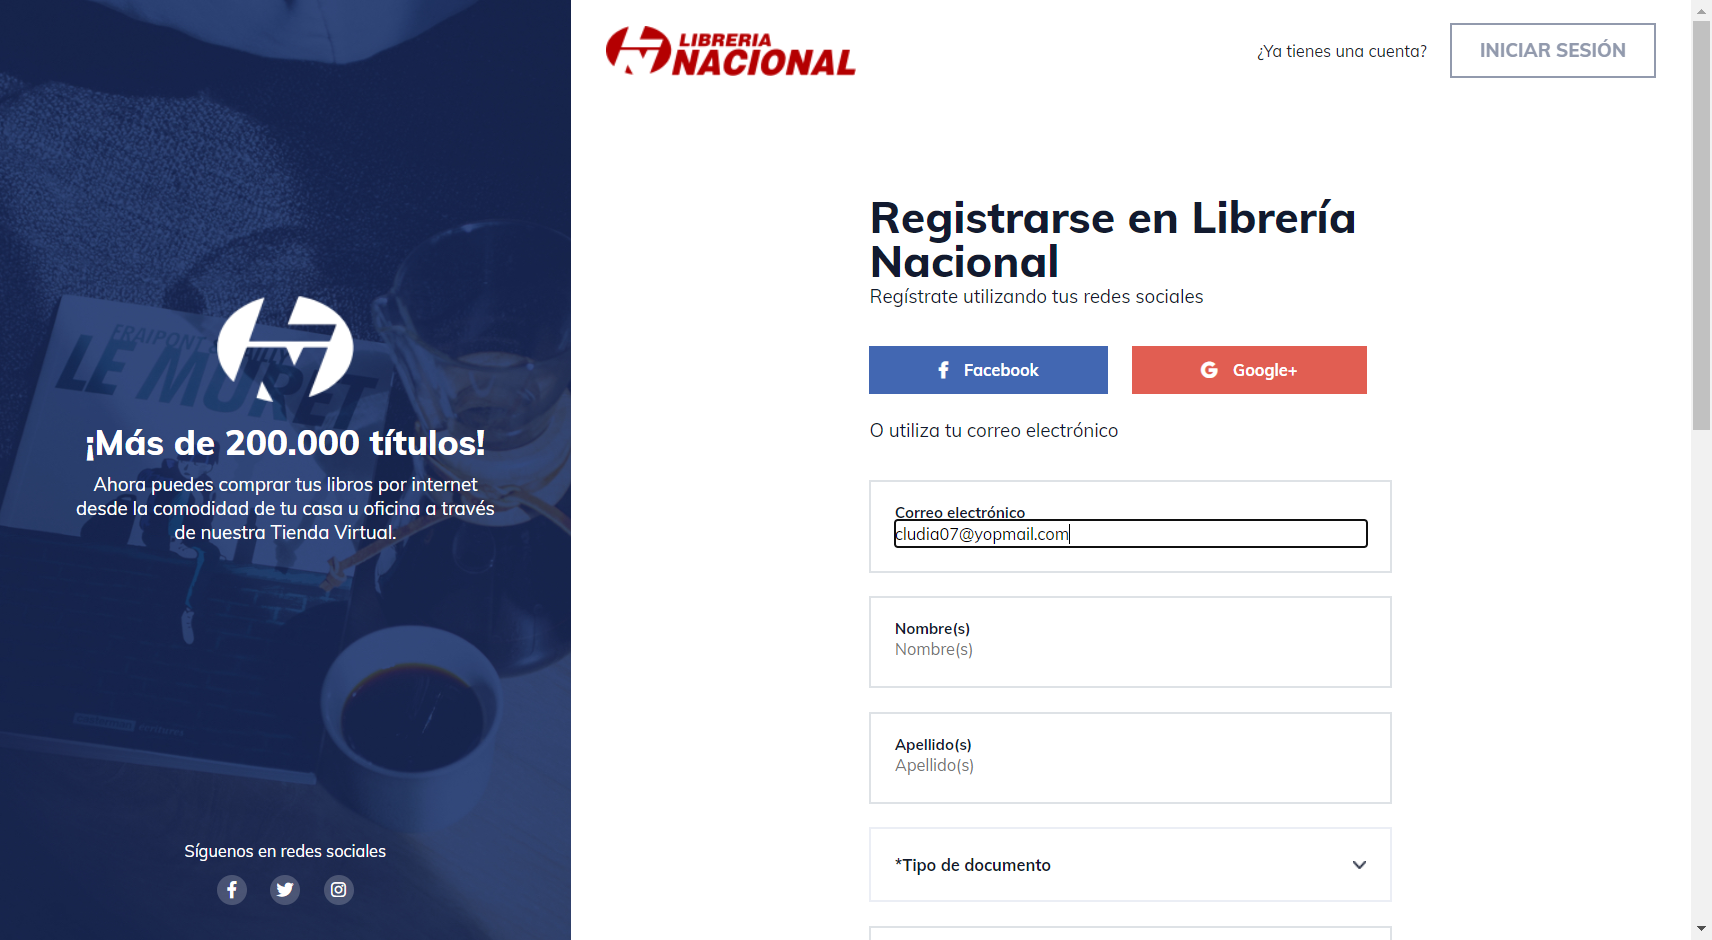 FRAIPONT
LE MURET
¡Más de 200.000 títulos!
Ahora puedes comprar tus libros por internet
desde la comodidad de tu casa u oficina a través
de nuestra Tienda Virtual.
Síguenos en redes sociales
LIBRERIA
NACIONAL
¿Ya tienes una cuenta?
INICIAR SESIÓN
Registrarse en Librería
Nacional
Regístrate utilizando tus redes sociales
Facebook
Google+
O utiliza tu correo electrónico
Correo electrónico
cludia07@yopmail.com
Nombre(s)
Nombre(s)
Apellido(s)
Apellido(s)
*Tipo de documento